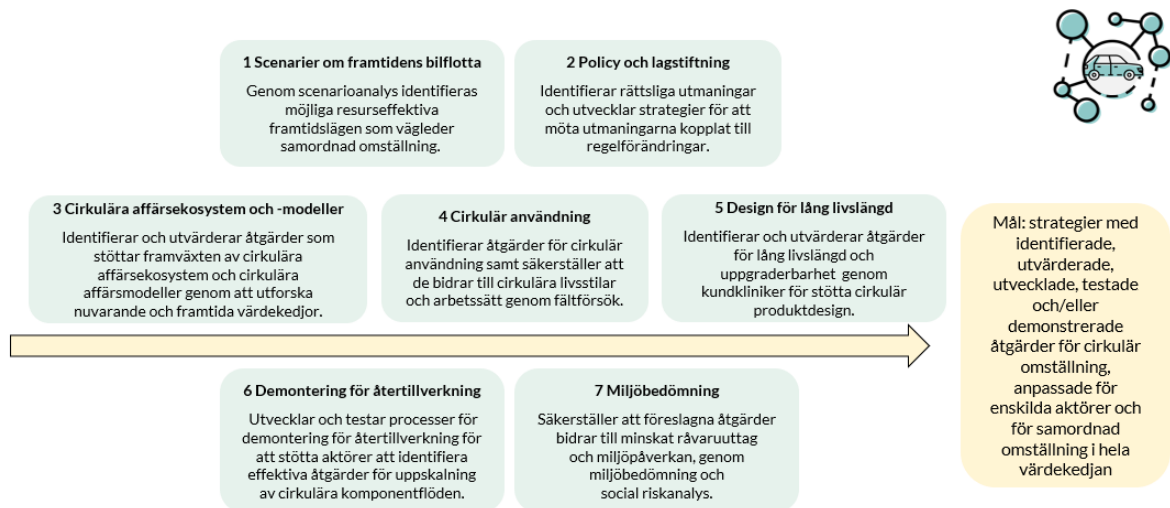 1 Scenarier om framtidens bilflotta
Genom scenarioanalys identifieras
möjliga resurseffektiva
framtidslägen som vägleder
samordnad omställning.
2 Policy och lagstiftning
Identifierar rättsliga utmaningar
och utvecklar strategier för att
möta utmaningarna kopplat till
regelförändringar.
3 Cirkulära affärsekosystem och -modeller
Identifierar och utvärderar åtgärder som
stöttar framväxten av cirkulära
affärsekosystem och cirkulära
affärsmodeller genom att utforska
nuvarande och framtida värdekedjor.
4 Cirkulär användning
Identifierar åtgärder för cirkulär
användning samt säkerställer att
de bidrar till cirkulära livsstilar
och arbetssätt genom fältförsök.
5 Design för lång livslängd
Identifierar och utvärderar åtgärder
för lång livslängd och
uppgraderbarhet genom
kundkliniker för stötta cirkulär
produktdesign.
6 Demontering för återtillverkning
Utvecklar och testar processer för
demontering för återtillverkning för
att stötta aktörer att identifiera
effektiva åtgärder för uppskalning
av cirkulära komponentflöden.
7 Miljöbedömning
Säkerställer att föreslagna åtgärder
bidrar till minskat råvaruuttag
och miljöpåverkan, genom
miljöbedömning och
social riskanalys.
Mål: strategier med
identifierade,
utvärderade,
utvecklade, testade
och/eller
demonstrerade
åtgärder för cirkulär
omställning,
anpassade för
enskilda aktörer och
för samordnad
omställning i hela
värdekedjan